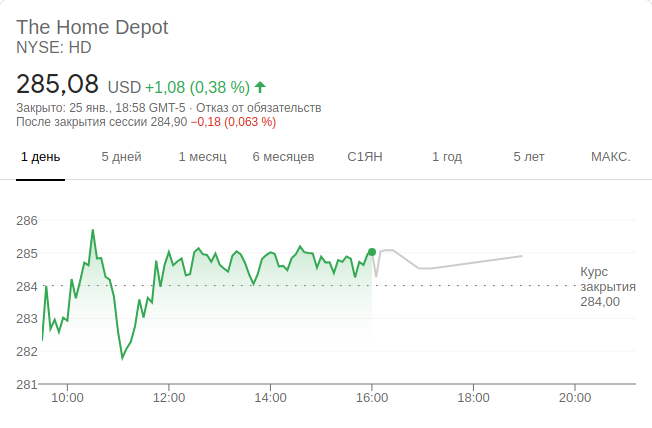 The Home Depot
NYSE: HD
285,08 USD +1,08 (0,38 %)
Закрыто: 25 янв., 18:58 GMT-5 · Отказ от обязательств
После закрытия сессии 284,90 −0,18 (0,063 %)
1 день 5 дней 1 месяц 6 месяцев С1ЯН 1 год 5 лет МАКС.
286
285
284
283
282
281
Курс
закрытия
284,00
10:00 12:00 14:00 16:00 18:00 20:00